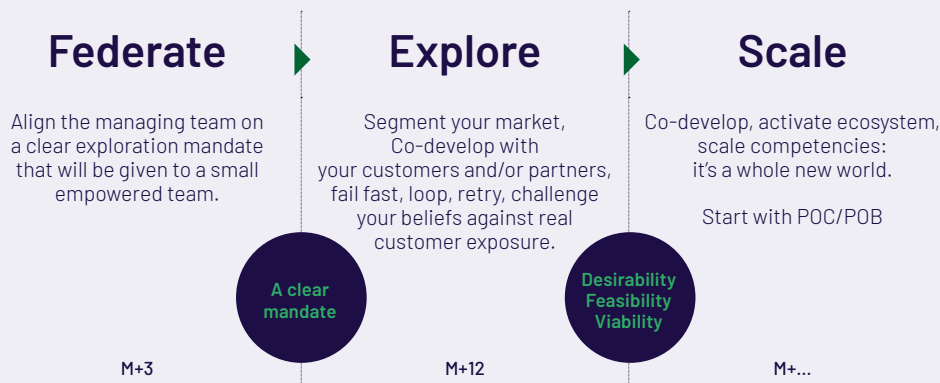 Federate
Align the managing team on
a clear exploration mandate
that will be given to a small
empowered team.
A clear
mandate
M+3
Explore
Segment your market,
Co-develop with
your customers and/or partners,
fail fast, loop, retry, challenge
your beliefs against real
customer exposure.
Desirability
Feasibility
Viability
M+12
Scale
Co-develop, activate ecosystem,
scale competencies:
it’s a whole new world.
Start with POC/POB
M+...